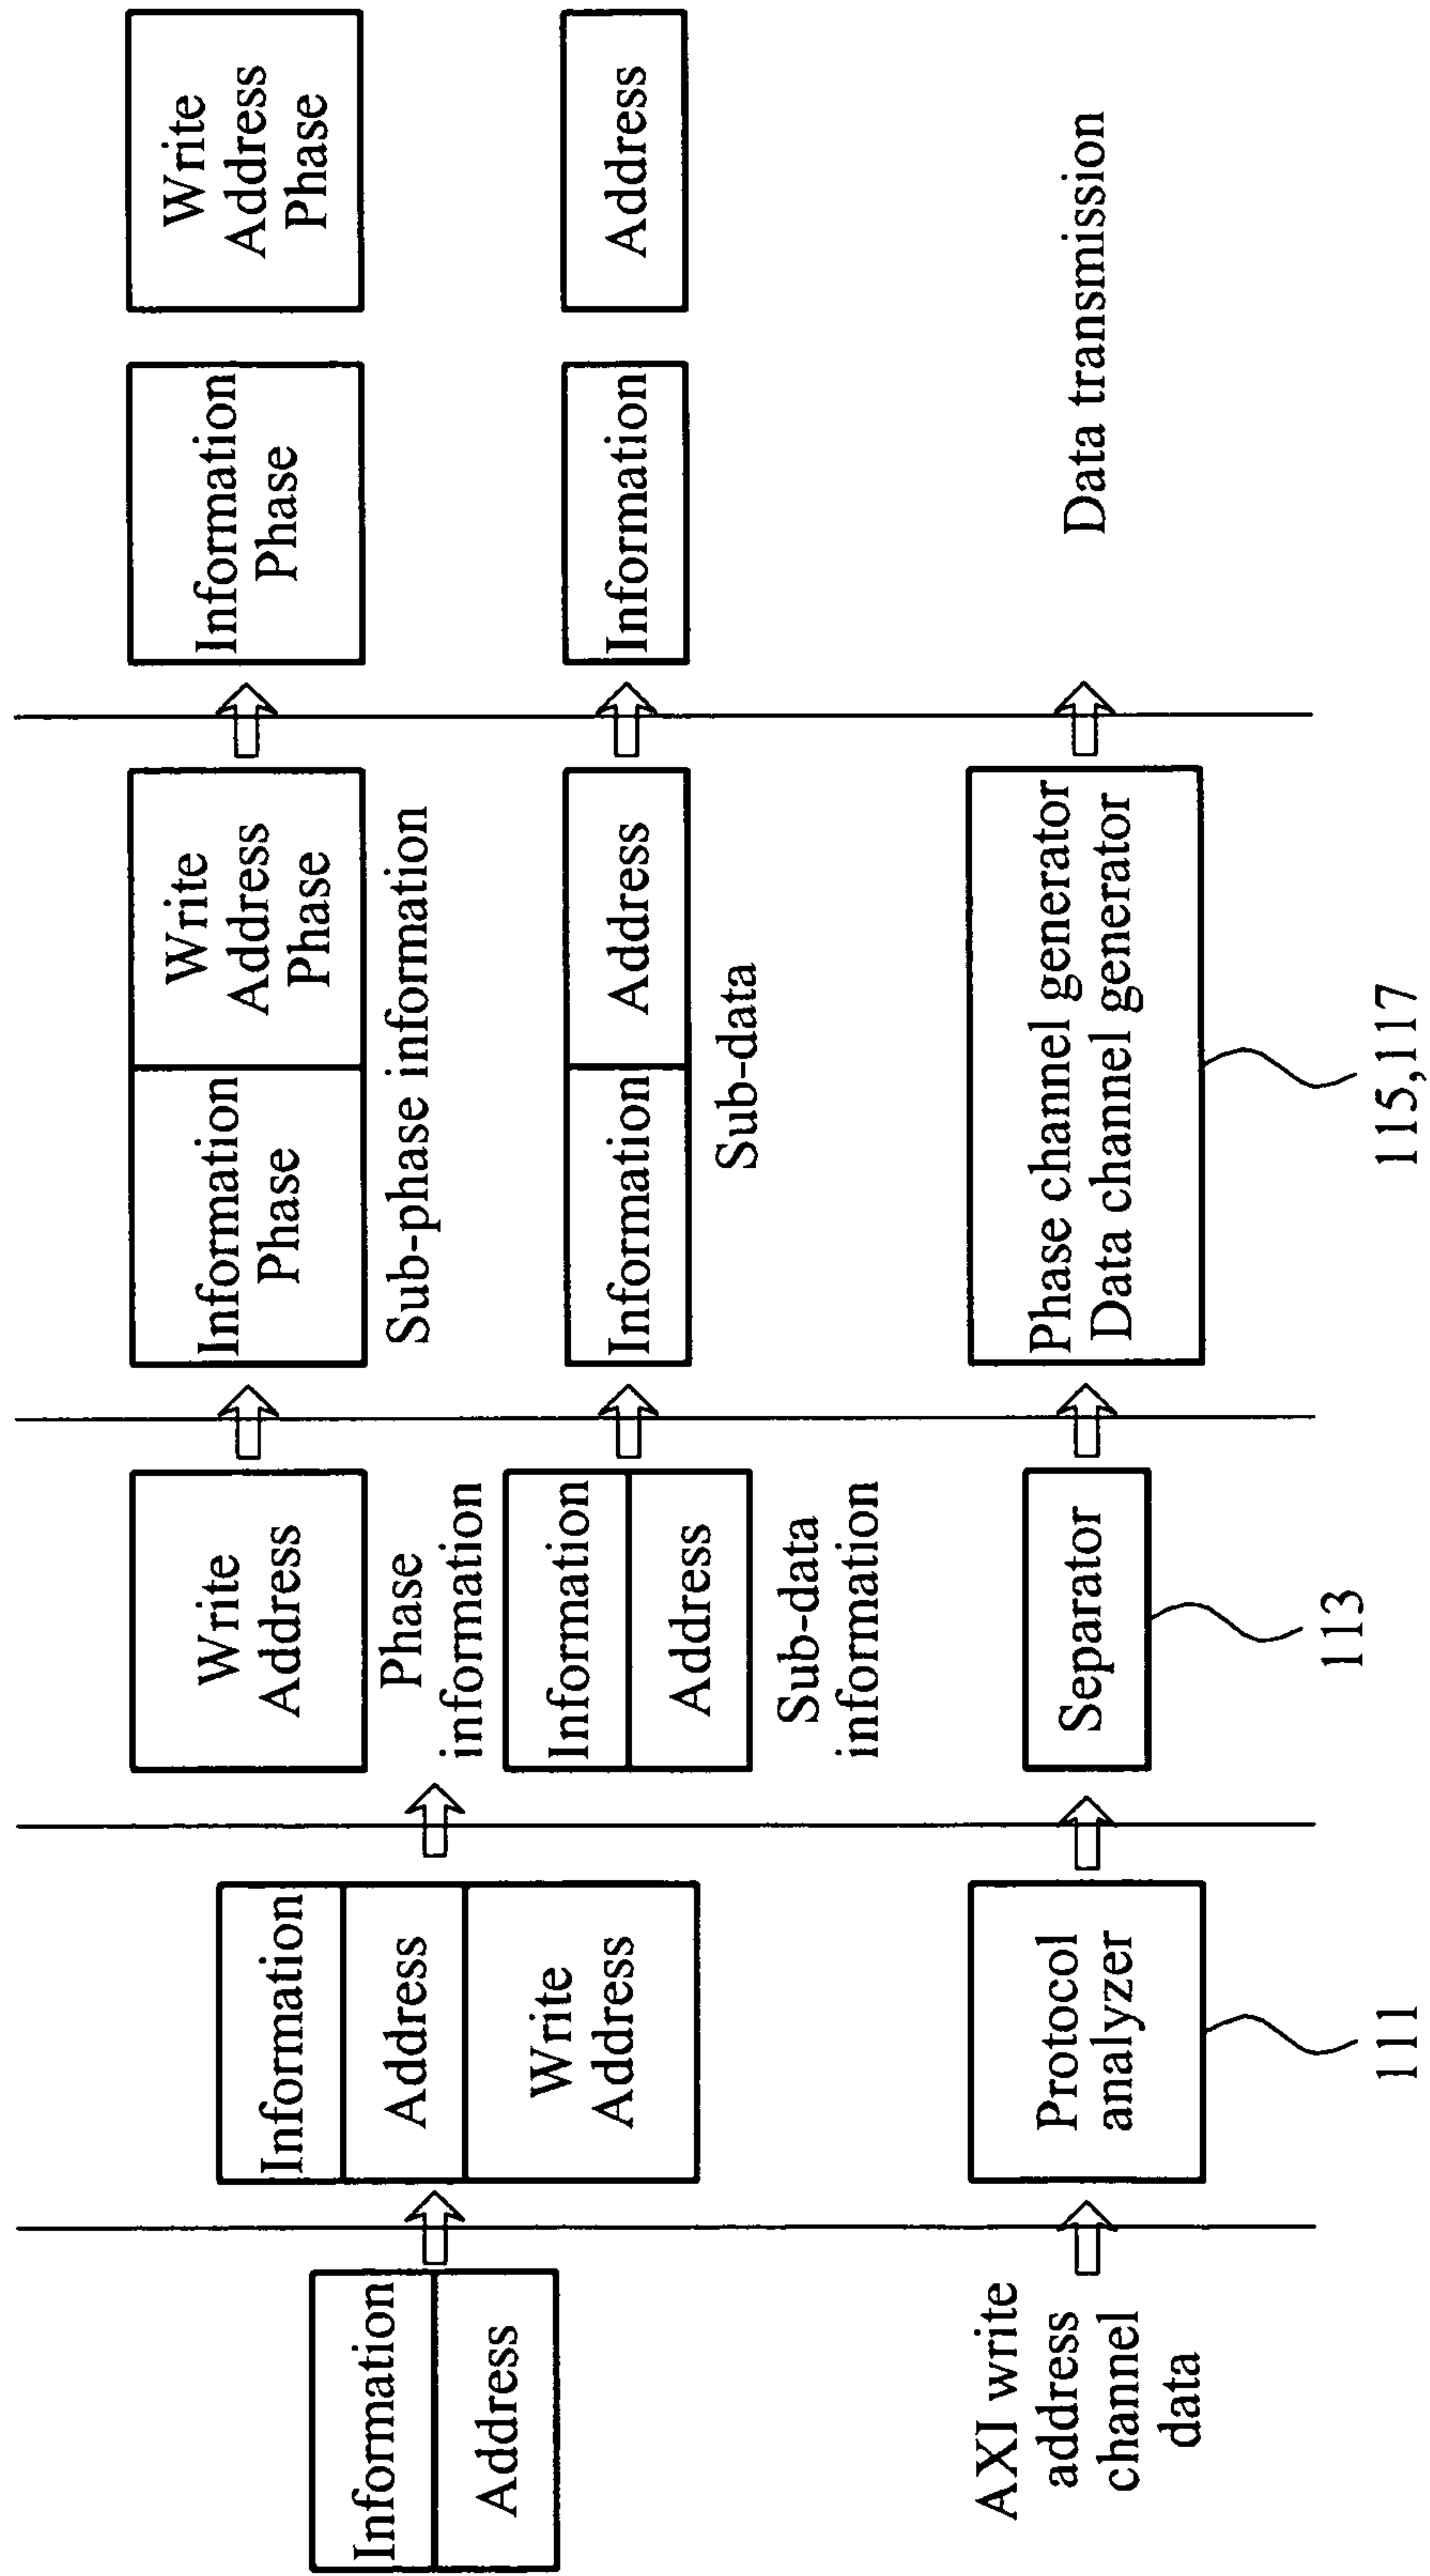 Information
Address
AXI write
address
channel
data
Information
Address
Write
Address
Protocol
analyzer
111
Write
Address
Phase
information
Information
Address
Sub-data
information
Separator
113
Information
Phase
Write
Address
Phase
Sub-phase information
Information
Address
Sub-data
Phase channel generator
Data channel generator
115,117
Information
Phase
Write
Address
Phase
Information
Address
Data transmission